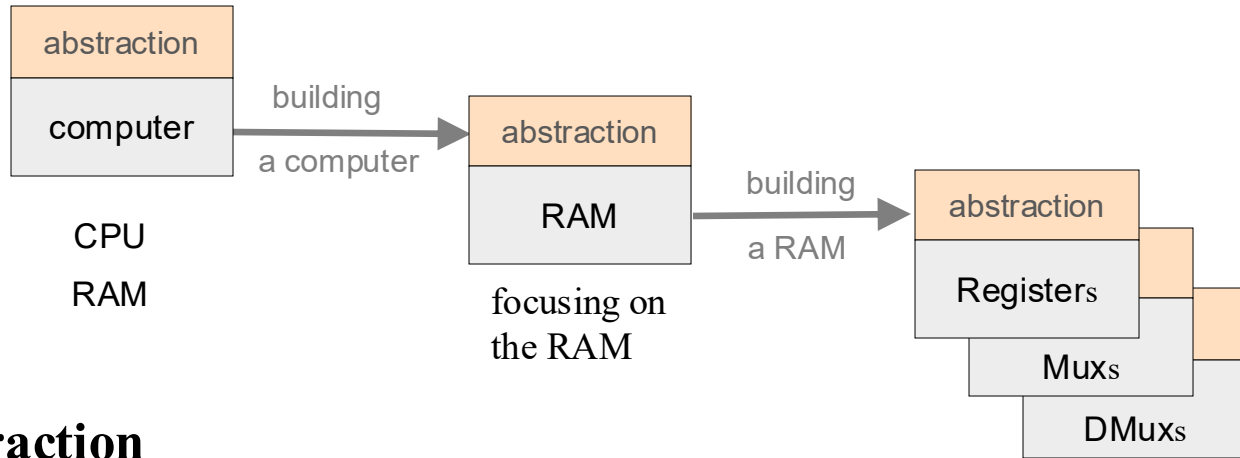 abstraction
computer
building
a computer
CPU
RAM
abstraction
RAM
focusing on
the RAM
building
a RAM
abstraction
Registers
Muxs
DMuxs
raction